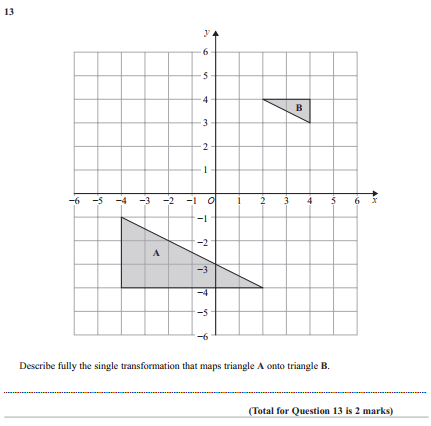 13
y
6
5
4
B
3
2
1
-6 -5 -4 -3 -2 -1 O 1 2 3 4 5 6 x
-1
-2
A
-3
-4
-5
-6
Describe fully the single transformation that maps triangle A onto triangle B.
(Total for Question 13 is 2 marks)